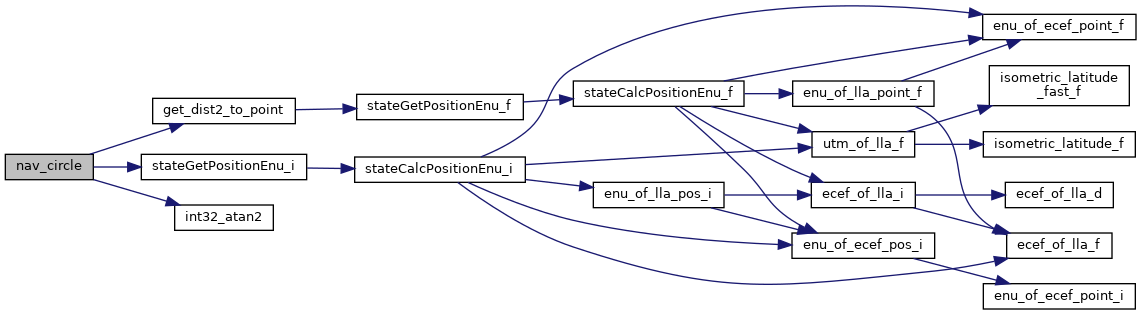 nav_circle
get_dist2_to_point
stateGetPositionEnu_i
int32_atan2
stateGetPositionEnu_f
stateCalcPositionEnu_i
stateCalcPositionEnu_f
enu_of_lla_pos_i
enu_of_lla_point_f
utm_of_lla_f
ecef_of_lla_i
enu_of_ecef_pos_i
enu_of_ecef_point_f
isometric_latitude
_fast_f
isometric_latitude_f
ecef_of_lla_d
ecef_of_lla_f
enu_of_ecef_point_i